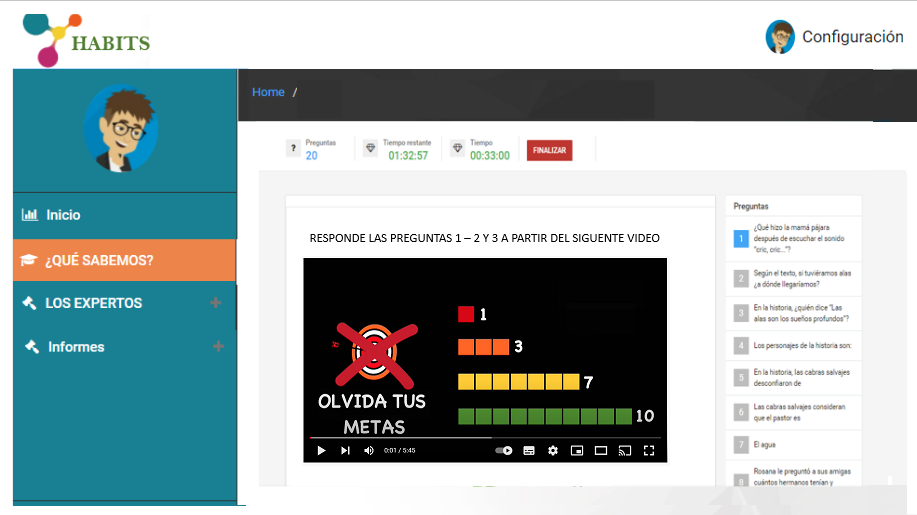 HABITS
Configuración
Home /
Inicio
¿QUÉ SABEMOS?
LOS EXPERTOS +
Informes +
? Preguntas
20
Tiempo restante
01:32:57
Tiempo
00:33:00
FINALIZAR
RESPONDE LAS PREGUNTAS 1 – 2 Y 3 A PARTIR DEL SIGUENTE VIDEO
1
3
7
10
OLVIDA TUS
METAS
0:01 / 5:45
Preguntas
1 ¿Qué hizo la mamá pájara
después de escuchar el sonido
"cric, cric..."?
2 Según el texto, si tuviéramos alas
¿a dónde llegaríamos?
3 En la historia, ¿quién dice "Las
alas son los sueños profundos"?
4 Los personajes de la historia son:
5 En la historia, las cabras salvajes
desconfiaron de
6 Las cabras salvajes consideran
que el pastor es
7 El agua
8 Rosana le preguntó a sus amigas
cuántos hermanos tenían y